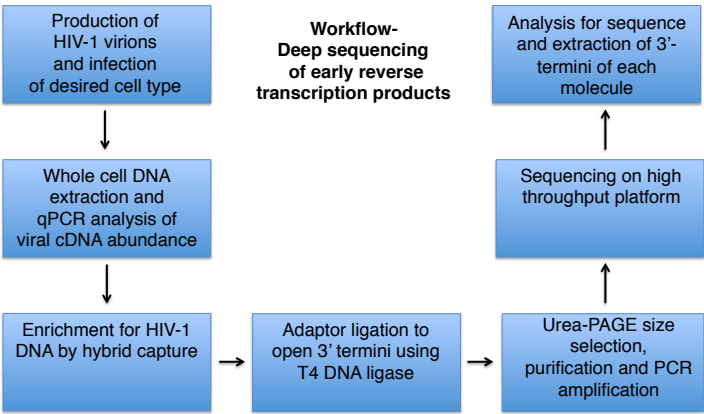 Production of
HIV-1 virions
and infection
of desired cell type
Workflow-
Deep sequencing
of early reverse
transcription products
Analysis for sequence
and extraction of 3’-
termini of each
molecule
Whole cell DNA
extraction and
qPCR analysis of
viral cDNA abundance
Sequencing on high
throughput platform
Enrichment for HIV-1
DNA by hybrid capture
Adaptor ligation to
open 3’ termini using
T4 DNA ligase
Urea-PAGE size
selection,
purification and PCR
amplification